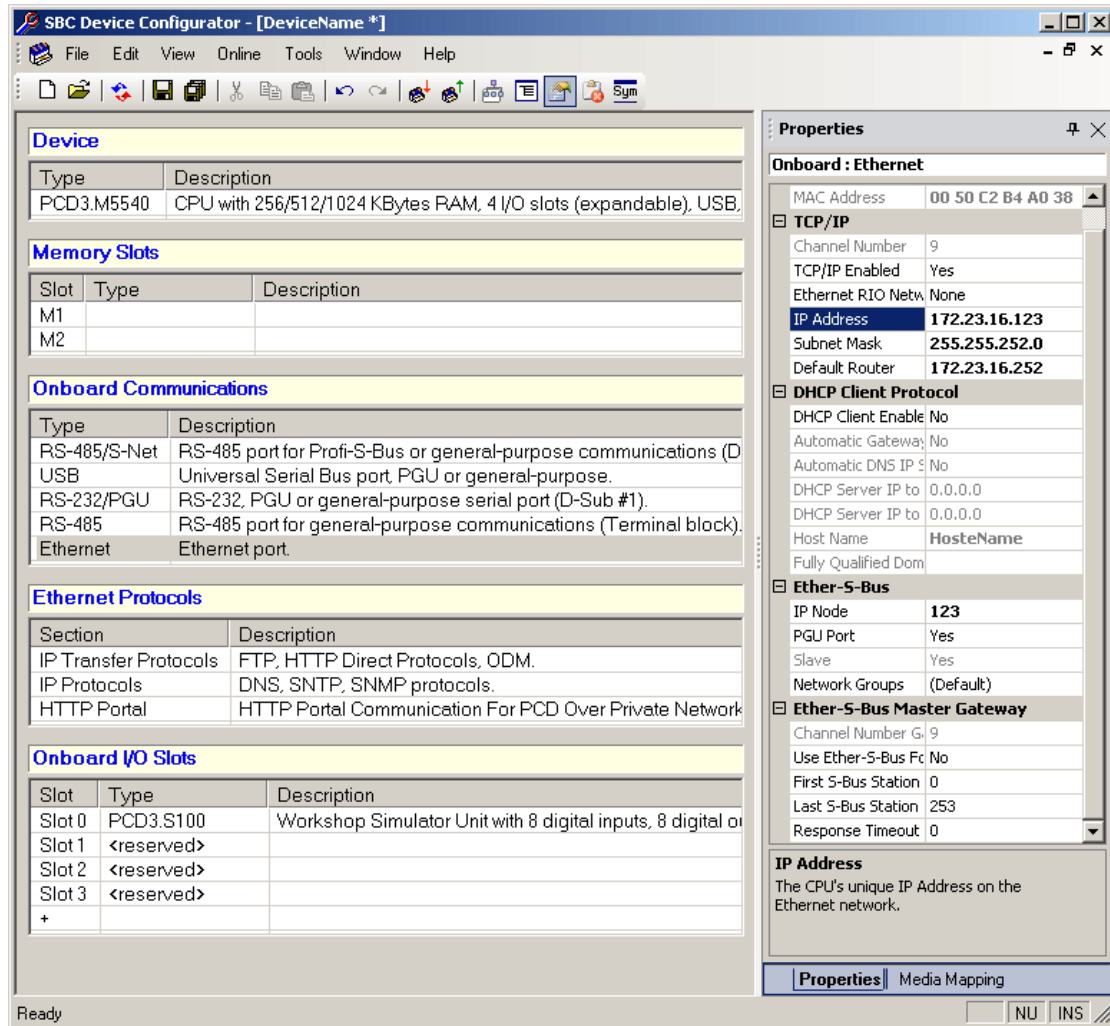 SBC Device Configurator - [DeviceName *]
File Edit View Online Tools Window Help
Sym
Device
Type Description
PCD3.M5540 CPU with 256/512/1024 KBytes RAM, 4 I/O slots (expandable), USB,
Memory Slots
Slot Type Description
M1
M2
Onboard Communications
Type Description
RS-485/S-Net RS-485 port for Profi-S-Bus or general-purpose communications (D
USB Universal Serial Bus port, PGU or general-purpose.
RS-232/PGU RS-232, PGU or general-purpose serial port (D-Sub #1).
RS-485 RS-485 port for general-purpose communications (Terminal block).
Ethernet Ethernet port.
Ethernet Protocols
Section Description
IP Transfer Protocols FTP, HTTP Direct Protocols, ODM.
IP Protocols DNS, SNTP, SNMP protocols.
HTTP Portal HTTP Portal Communication For PCD Over Private Network
Onboard I/O Slots
Slot Type Description
Slot 0 PCD3.S100 Workshop Simulator Unit with 8 digital inputs, 8 digital ou
Slot 1 <reserved>
Slot 2 <reserved>
Slot 3 <reserved>
+
Properties
Onboard : Ethernet
MAC Address 00 50 C2 B4 A0 38
TCP/IP
Channel Number 9
TCP/IP Enabled Yes
Ethernet RIO Netw None
IP Address 172.23.16.123
Subnet Mask 255.255.252.0
Default Router 172.23.16.252
DHCP Client Protocol
DHCP Client Enable No
Automatic Gateway No
Automatic DNS IP S No
DHCP Server IP to 0.0.0.0
DHCP Server IP to 0.0.0.0
Host Name HosteName
Fully Qualified Dom
Ether-S-Bus
IP Node 123
PGU Port Yes
Slave Yes
Network Groups (Default)
Ether-S-Bus Master Gateway
Channel Number G 9
Use Ether-S-Bus Fo No
First S-Bus Station 0
Last S-Bus Station 253
Response Timeout 0
IP Address
The CPU's unique IP Address on the
Ethernet network.
Properties Media Mapping
Ready NU INS